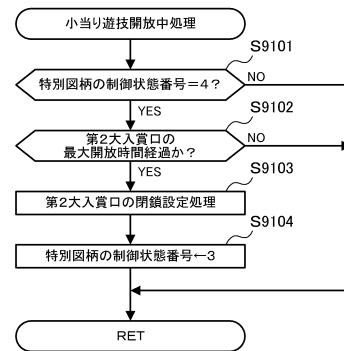 小当り遊技開放中処理
S9101
特別図柄の制御状態番号=4?
NO
YES
S9102
第2大入賞口の
最大開放時間経過か?
NO
YES
S9103
第2大入賞口の閉鎖設定処理
S9104
特別図柄の制御状態番号←3
RET